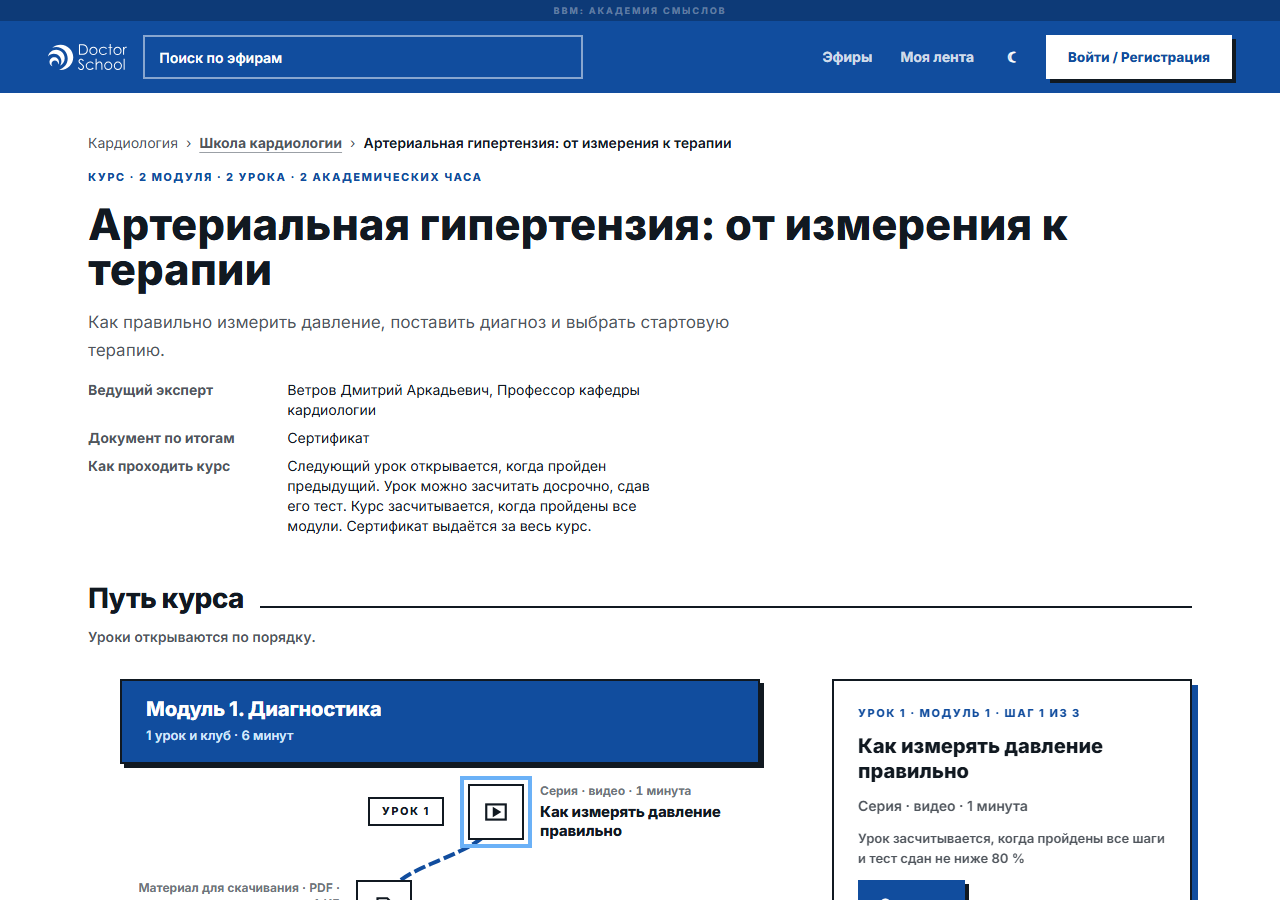 ВВМ: АКАДЕМИЯ СМЫСЛОВ
Doctor School
Поиск по эфирам
Эфиры
Моя лента
Войти / Регистрация
Кардиология › Школа кардиологии › Артериальная гипертензия: от измерения к терапии
КУРС · 2 МОДУЛЯ · 2 УРОКА · 2 АКАДЕМИЧЕСКИХ ЧАСА
Артериальная гипертензия: от измерения к
терапии
Как правильно измерить давление, поставить диагноз и выбрать стартовую
терапию.
Ведущий эксперт
Ветров Дмитрий Аркадьевич, Профессор кафедры
кардиологии
Документ по итогам
Сертификат
Как проходить курс
Следующий урок открывается, когда пройден
предыдущий. Урок можно засчитать досрочно, сдав
его тест. Курс засчитывается, когда пройдены все
модули. Сертификат выдаётся за весь курс.
Путь курса
Уроки открываются по порядку.
Модуль 1. Диагностика
1 урок и клуб · 6 минут
УРОК 1
Серия · видео · 1 минута
Как измерять давление
правильно
Материал для скачивания · PDF ·
УРОК 1 · МОДУЛЬ 1 · ШАГ 1 ИЗ 3
Как измерять давление
правильно
Серия · видео · 1 минута
Урок засчитывается, когда пройдены все шаги
и тест сдан не ниже 80 %